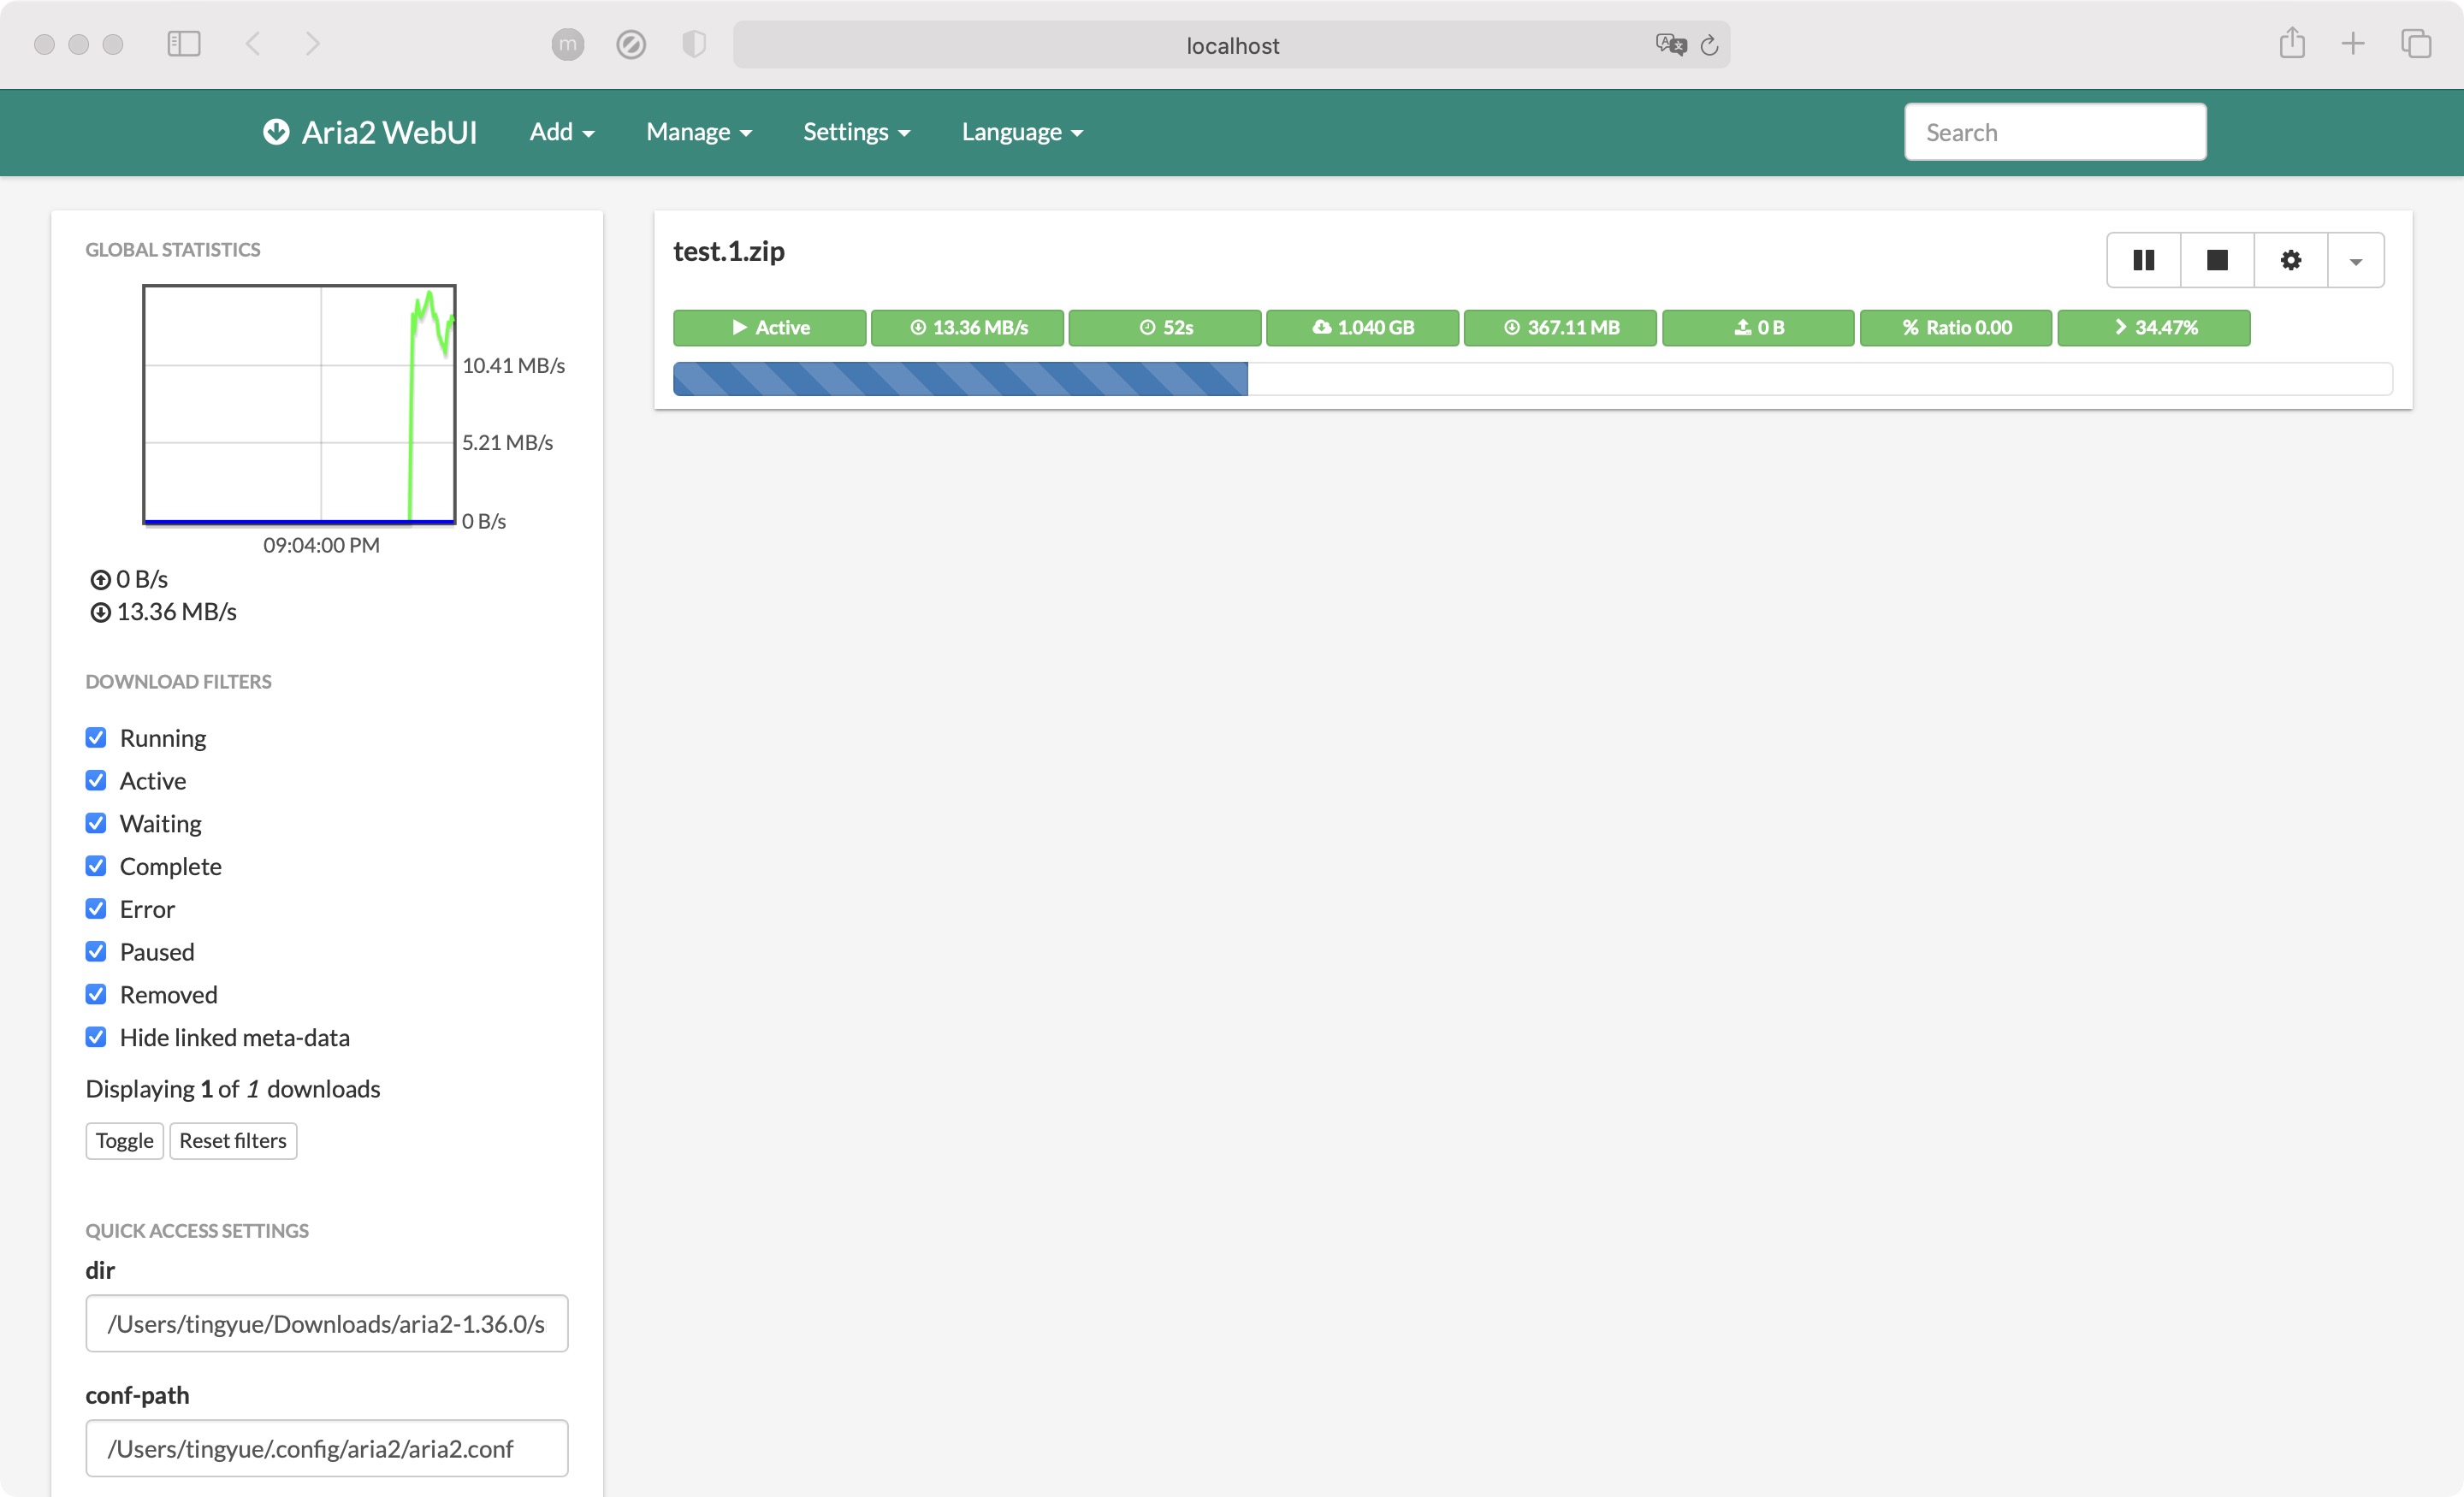 m
localhost
Aria2 WebUI Add Manage Settings Language Search
GLOBAL STATISTICS
10.41 MB/s
5.21 MB/s
0 B/s
09:04:00 PM
0 B/s
13.36 MB/s
DOWNLOAD FILTERS
Running
Active
Waiting
Complete
Error
Paused
Removed
Hide linked meta-data
Displaying 1 of 1 downloads
Toggle Reset filters
QUICK ACCESS SETTINGS
dir
/Users/tingyue/Downloads/aria2-1.36.0/s
conf-path
/Users/tingyue/.config/aria2/aria2.conf
test.1.zip
Active 13.36 MB/s 52s 1.040 GB 367.11 MB 0 B % Ratio 0.00 34.47%